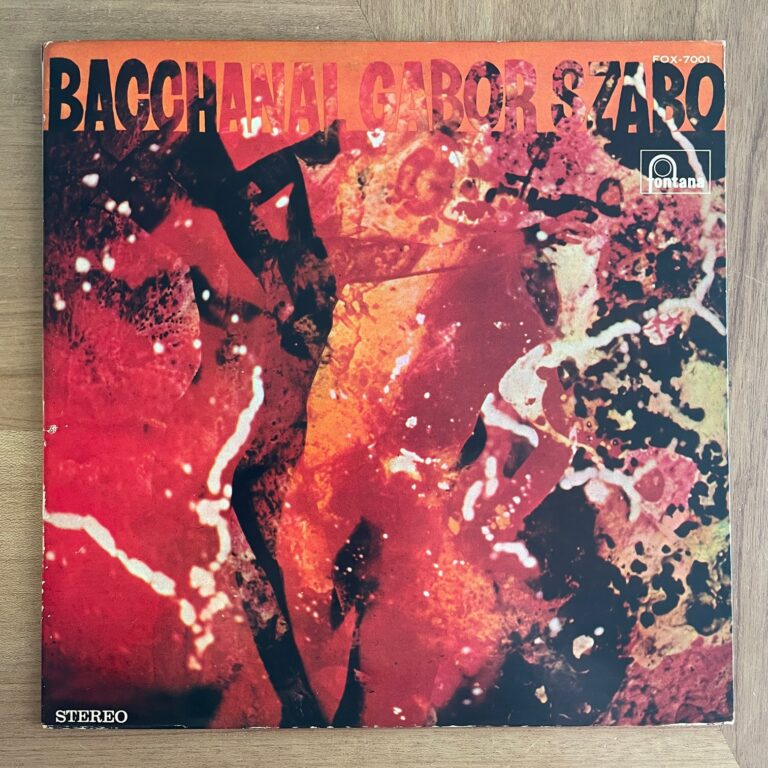 FOX-7001
BACCHANAL GABOR SZABO
fontana
STEREO